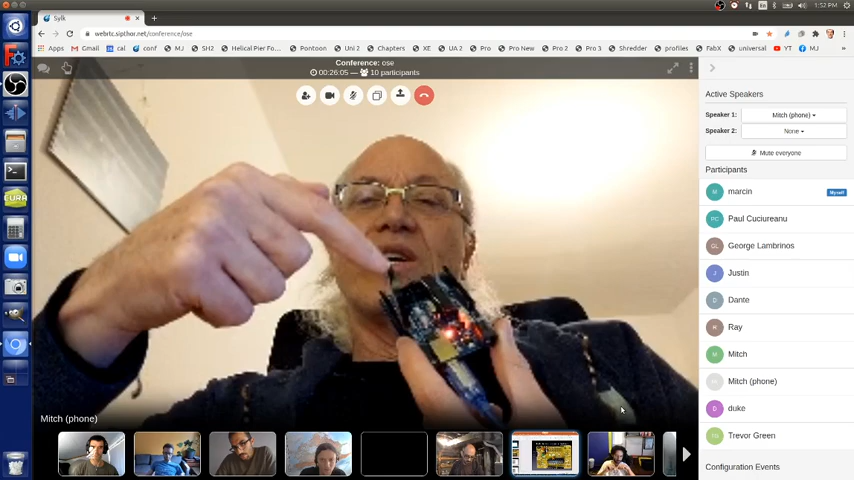 1:52 PM
Sylk
webrtc.sipthor.net/conference/ose
Apps Gmail cal conf MJ SH2 Helical Pier Fo... Pontoon Uni 2 Chapters XE UA 2 Pro Pro New Pro 2 Pro 3 Shredder profiles FabX universal YT MJ
Conference: ose
00:26:05 — 10 participants
Mitch (phone)
Active Speakers
Speaker 1: Mitch (phone)
Speaker 2: None
Mute everyone
Participants
M marcin Myself
PC Paul Cuciureanu
GL George Lambrinos
J Justin
D Dante
R Ray
M Mitch
Mitch (phone)
D duke
TG Trevor Green
Configuration Events
CURA